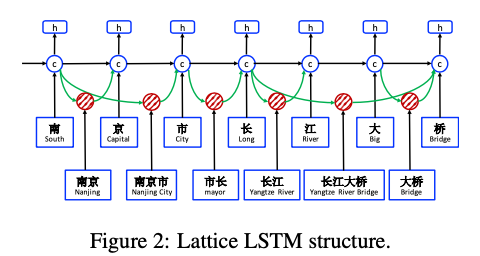 h h h h h h h
c c c c c c c
南 京 市 长 江 大 桥
South Capital City Long River Big Bridge
南京 南京市 市长 长江 长江大桥 大桥
Nanjing Nanjing City mayor Yangtze River Yangtze River Bridge Bridge
Figure 2: Lattice LSTM structure.